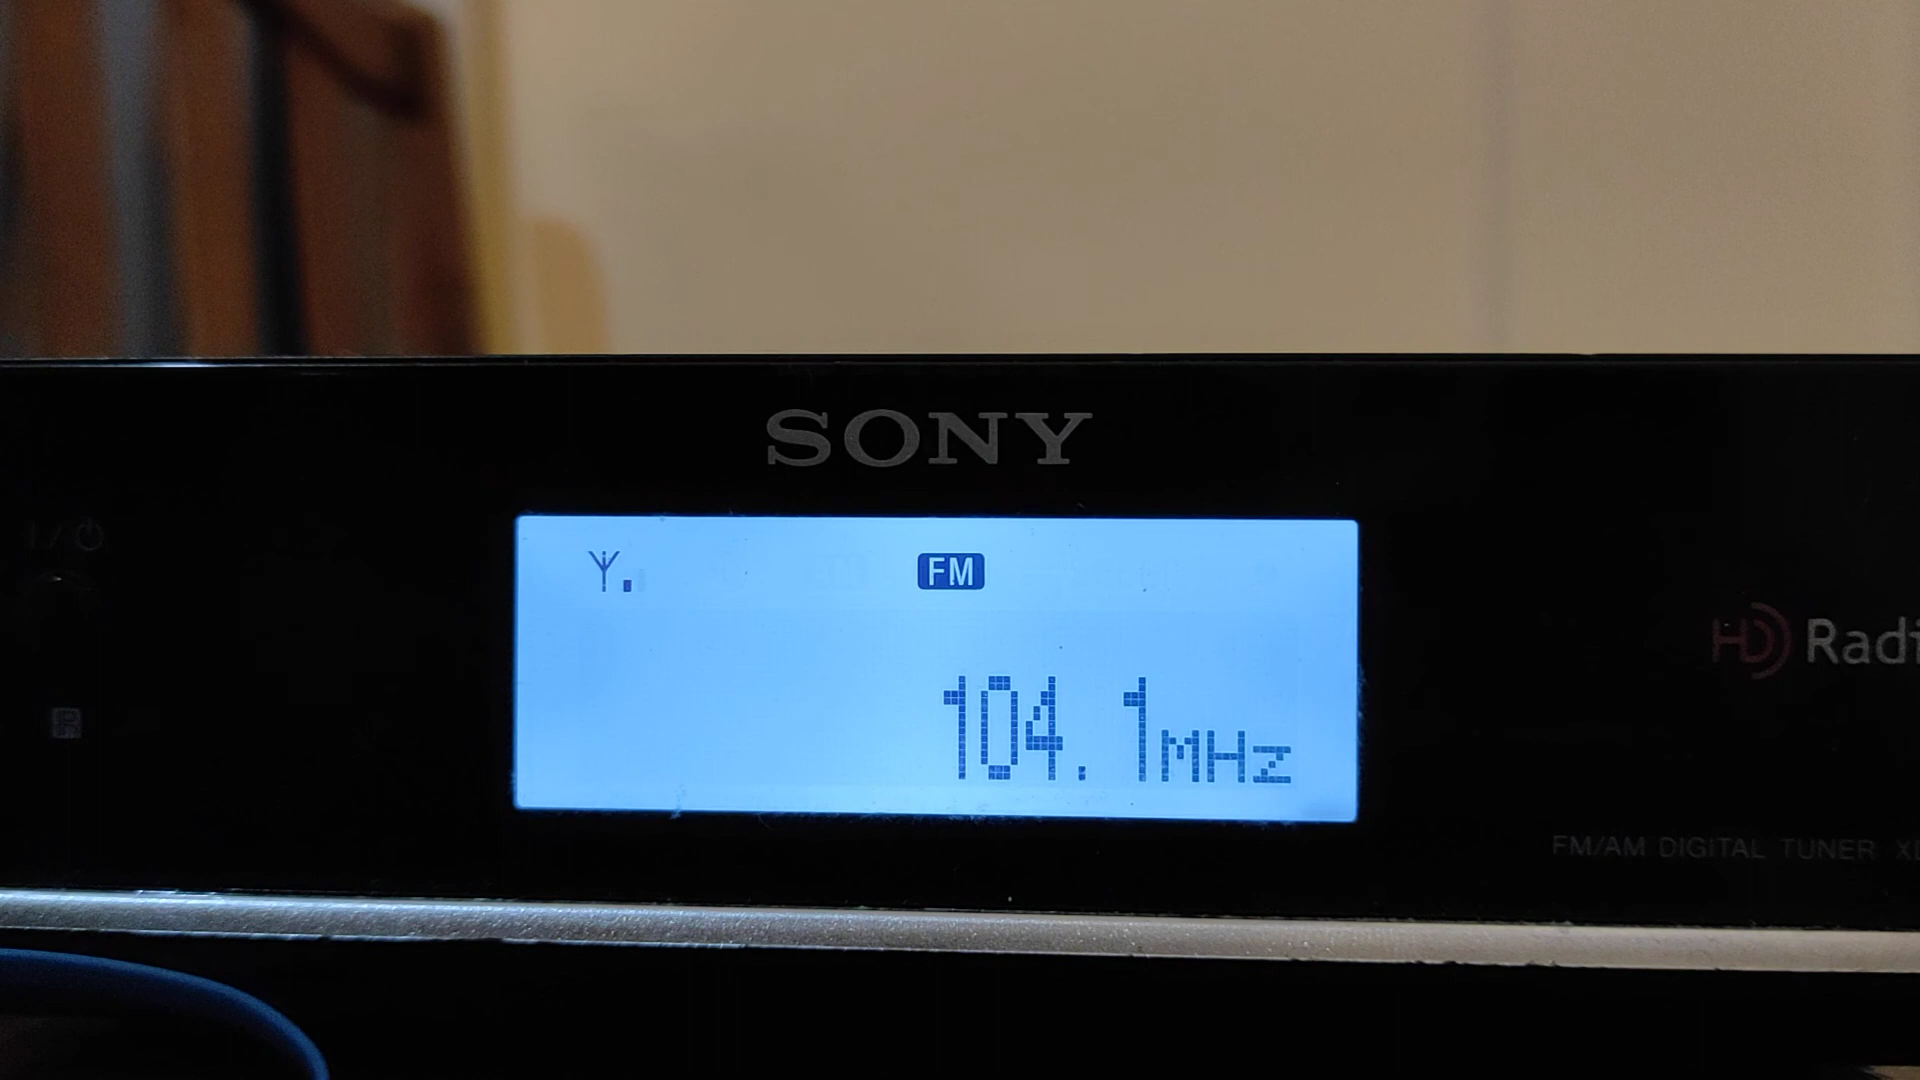 SONY
I/⏻
FM
HD Radi
R
104.1MHz
FM/AM DIGITAL TUNER